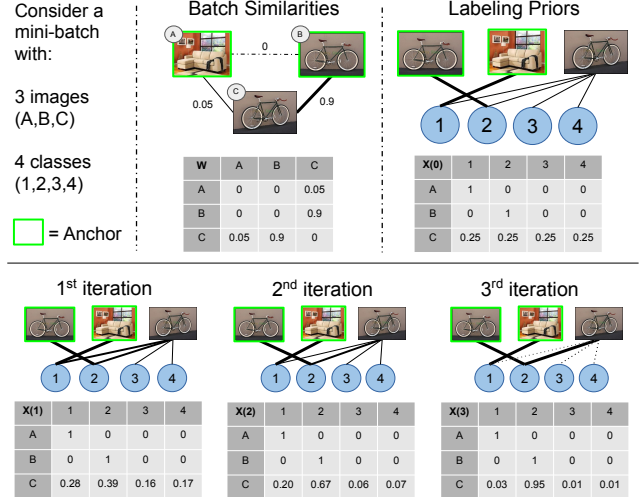 Consider a
mini-batch
with:
3 images
(A,B,C)
4 classes
(1,2,3,4)
= Anchor
Batch Similarities
A
B
0
C
0.05
0.9
W A B C
A 0 0 0.05
B 0 0 0.9
C 0.05 0.9 0
Labeling Priors
1 2 3 4
X(0) 1 2 3 4
A 1 0 0 0
B 0 1 0 0
C 0.25 0.25 0.25 0.25
1st iteration
1 2 3 4
X(1) 1 2 3 4
A 1 0 0 0
B 0 1 0 0
C 0.28 0.39 0.16 0.17
2nd iteration
1 2 3 4
X(2) 1 2 3 4
A 1 0 0 0
B 0 1 0 0
C 0.20 0.67 0.06 0.07
3rd iteration
1 2 3 4
X(3) 1 2 3 4
A 1 0 0 0
B 0 1 0 0
C 0.03 0.95 0.01 0.01